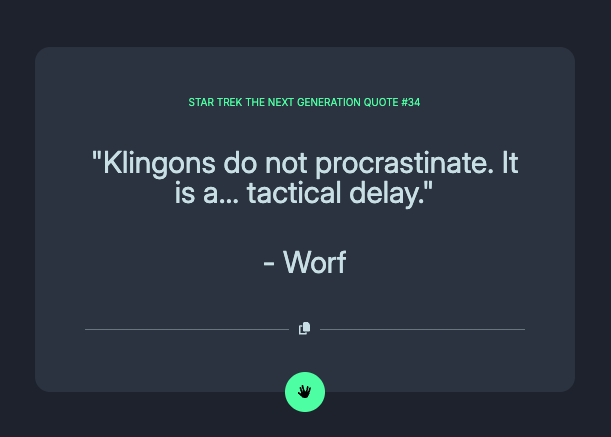 STAR TREK THE NEXT GENERATION QUOTE #34
"Klingons do not procrastinate. It
is a... tactical delay."
- Worf